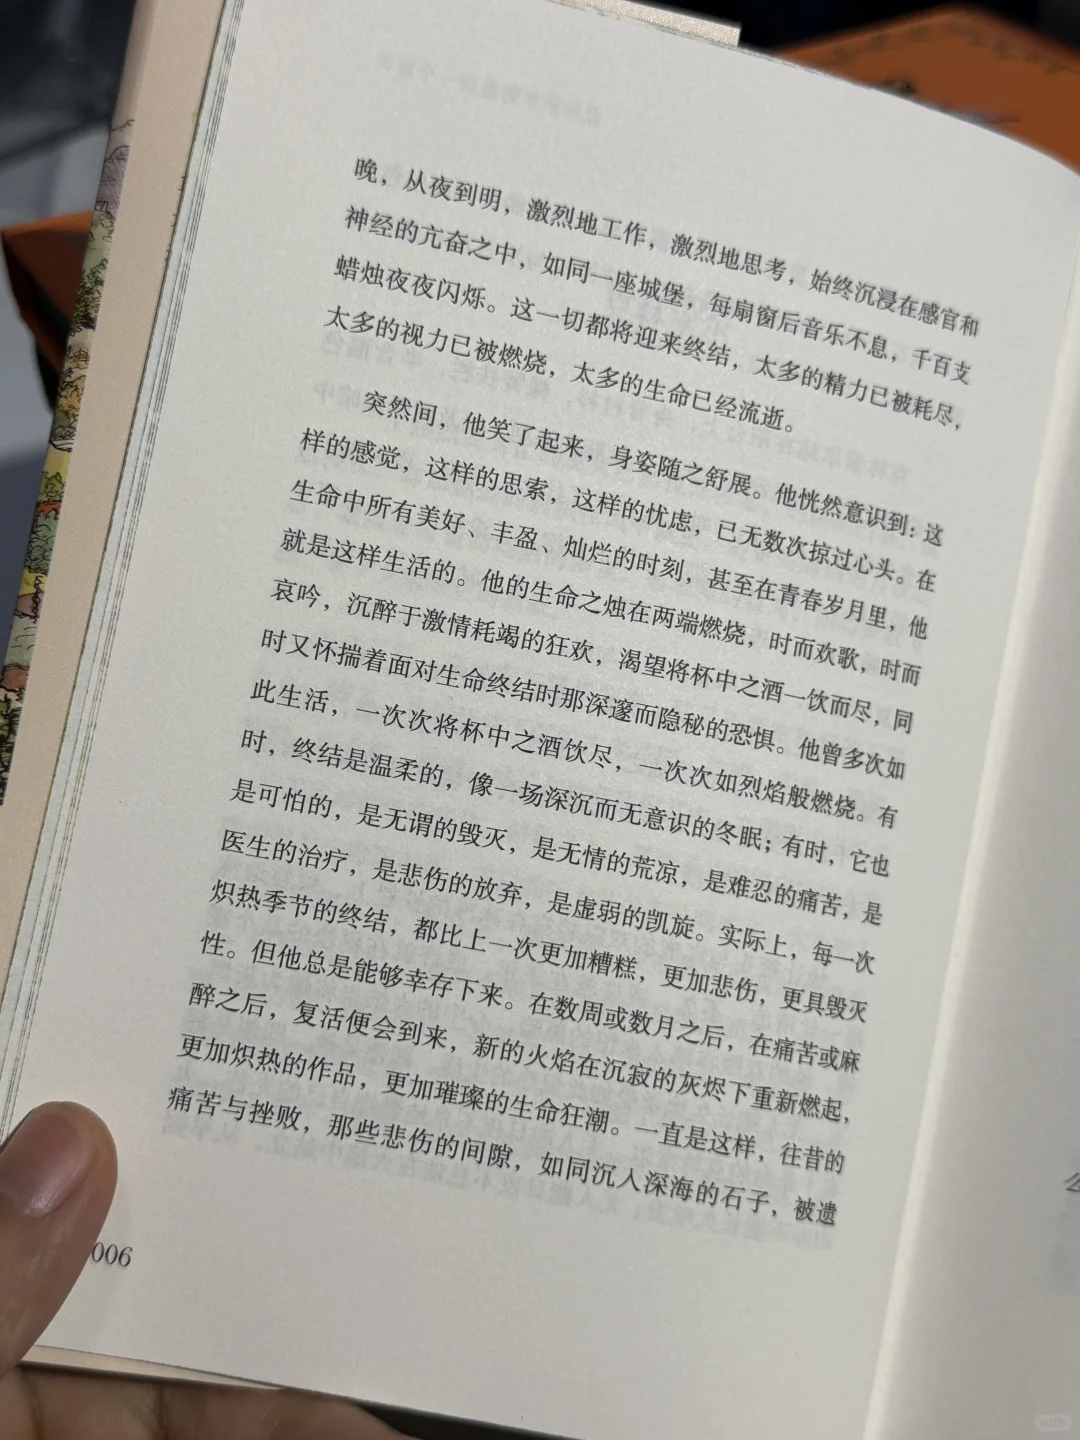 晚，从夜到明，激烈地工作，激烈地思考，始终沉浸在感官和
神经的亢奋之中，如同一座城堡，每扇窗后音乐不息，千百支
蜡烛夜夜闪烁。这一切都将迎来终结，太多的精力已被耗尽，
太多的视力已被燃烧，太多的生命已经流逝。
突然间，他笑了起来，身姿随之舒展。他恍然意识到：这
样的感觉，这样的思索，这样的忧虑，已无数次掠过心头。在
生命中所有美好、丰盈、灿烂的时刻，甚至在青春岁月里，他
就是这样生活的。他的生命之烛在两端燃烧，时而欢歌，时而
哀吟，沉醉于激情耗竭的狂欢，渴望将杯中之酒一饮而尽，同
时又怀揣着面对生命终结时那深邃而隐秘的恐惧。他曾多次如
此生活，一次次将杯中之酒饮尽，一次次如烈焰般燃烧。有
时，终结是温柔的，像一场深沉而无意识的冬眠；有时，它也
是可怕的，是无谓的毁灭，是无情的荒凉，是难忍的痛苦，是
医生的治疗，是悲伤的放弃，是虚弱的凯旋。实际上，每一次
炽热季节的终结，都比上一次更加糟糕，更加悲伤，更具毁灭
性。但他总是能够幸存下来。在数周或数月之后，在痛苦或麻
醉之后，复活便会到来，新的火焰在沉寂的灰烬下重新燃起，
更加炽热的作品，更加璀璨的生命狂潮。一直是这样，往昔的
痛苦与挫败，那些悲伤的间隙，如同沉入深海的石子，被遗
006